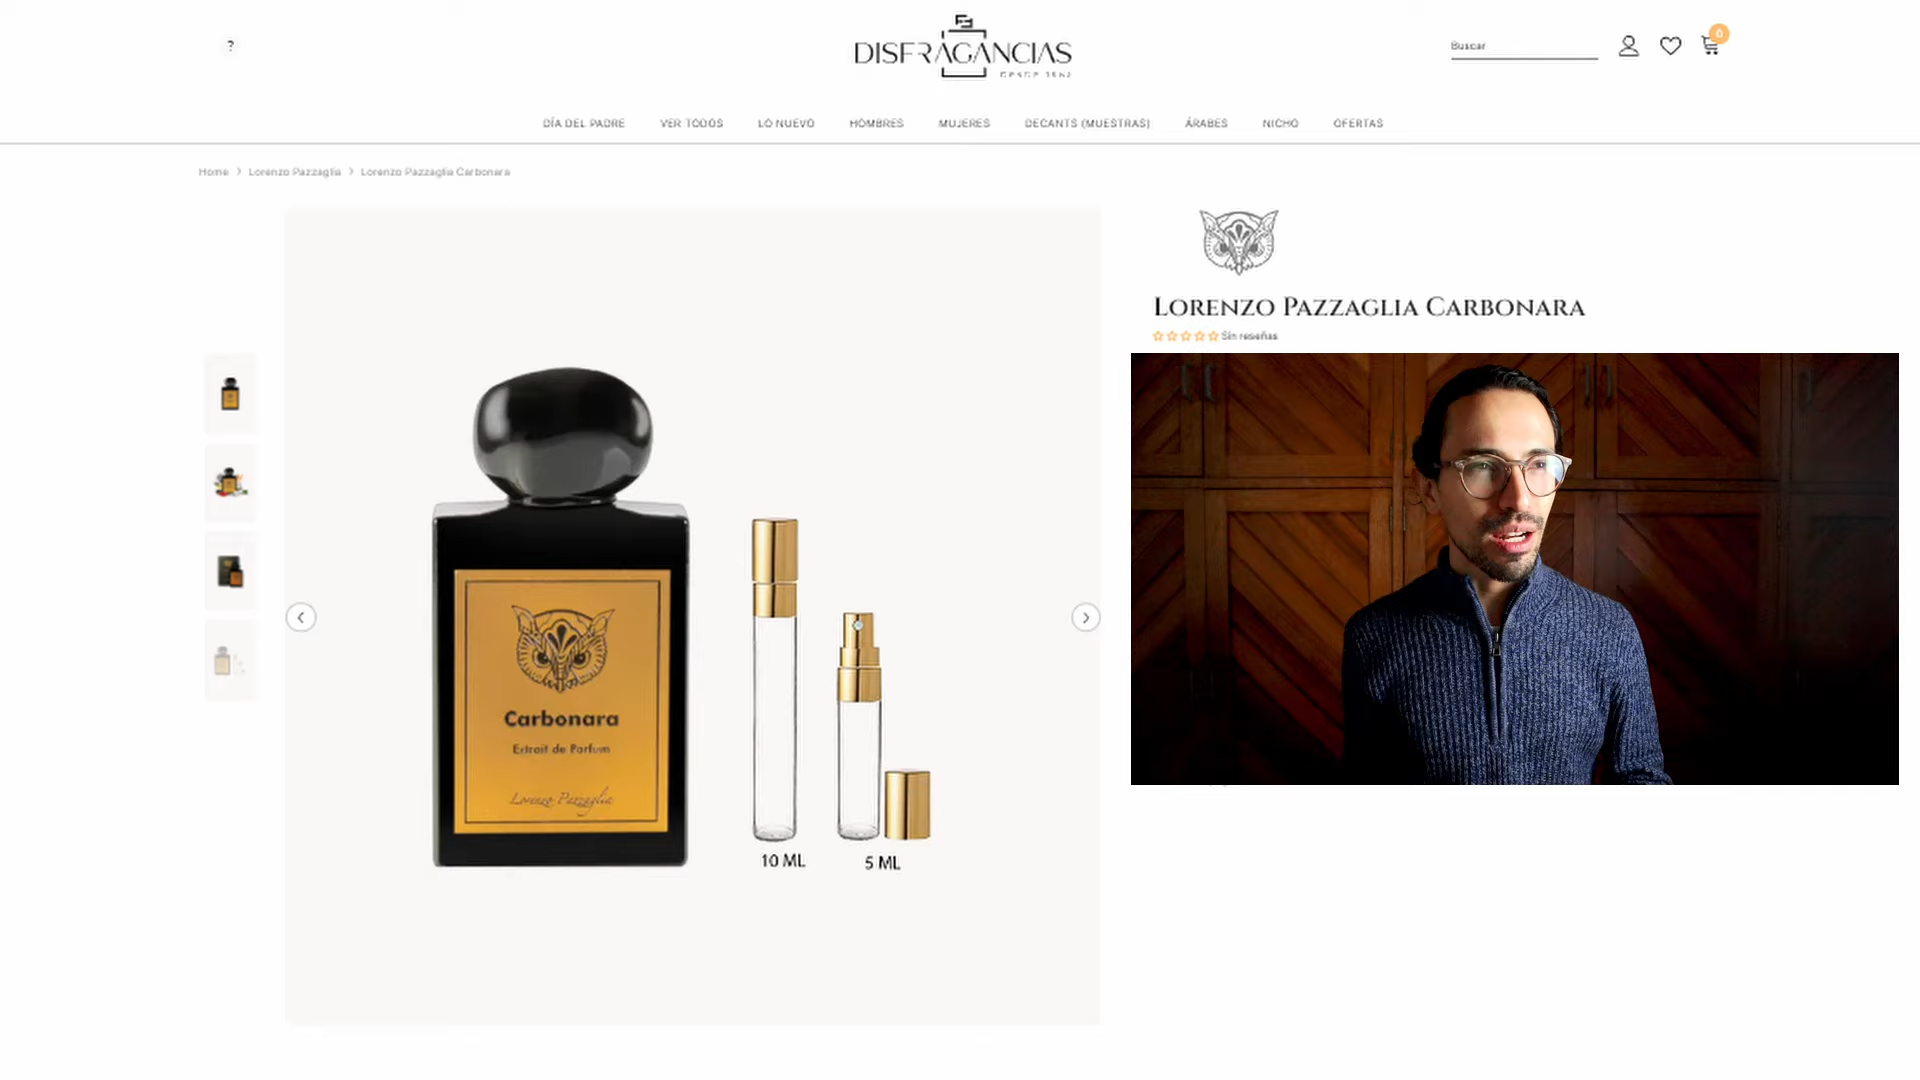 ?
DISFRAGANCIAS
Buscar
0
DÍA DEL PADRE VER TODOS LO NUEVO HOMBRES MUJERES DECANTS (MUESTRAS) ÁRABES NICHO OFERTAS
Home > Lorenzo Pazzaglia > Lorenzo Pazzaglia Carbonara
LORENZO PAZZAGLIA CARBONARA
Sin reseñas
Carbonara
Extrait de Parfum
Lorenzo Pazzaglia
10 ML
5 ML